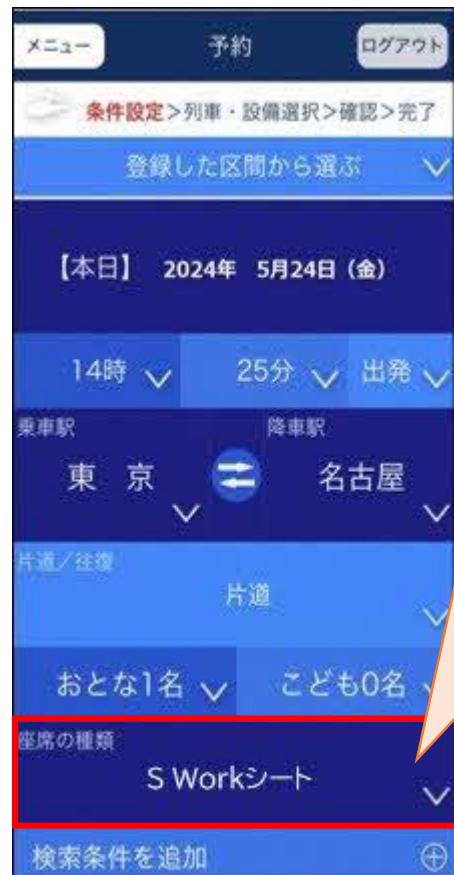 メニュー 予約 ログアウト
条件設定>列車・設備選択>確認>完了
登録した区間から選ぶ
【本日】 2024年 5月24日（金）
14時 25分 出発
乗車駅 降車駅
東 京 名古屋
片道／往復
片道
おとな1名 こども0名
座席の種類
S Workシート
検索条件を追加